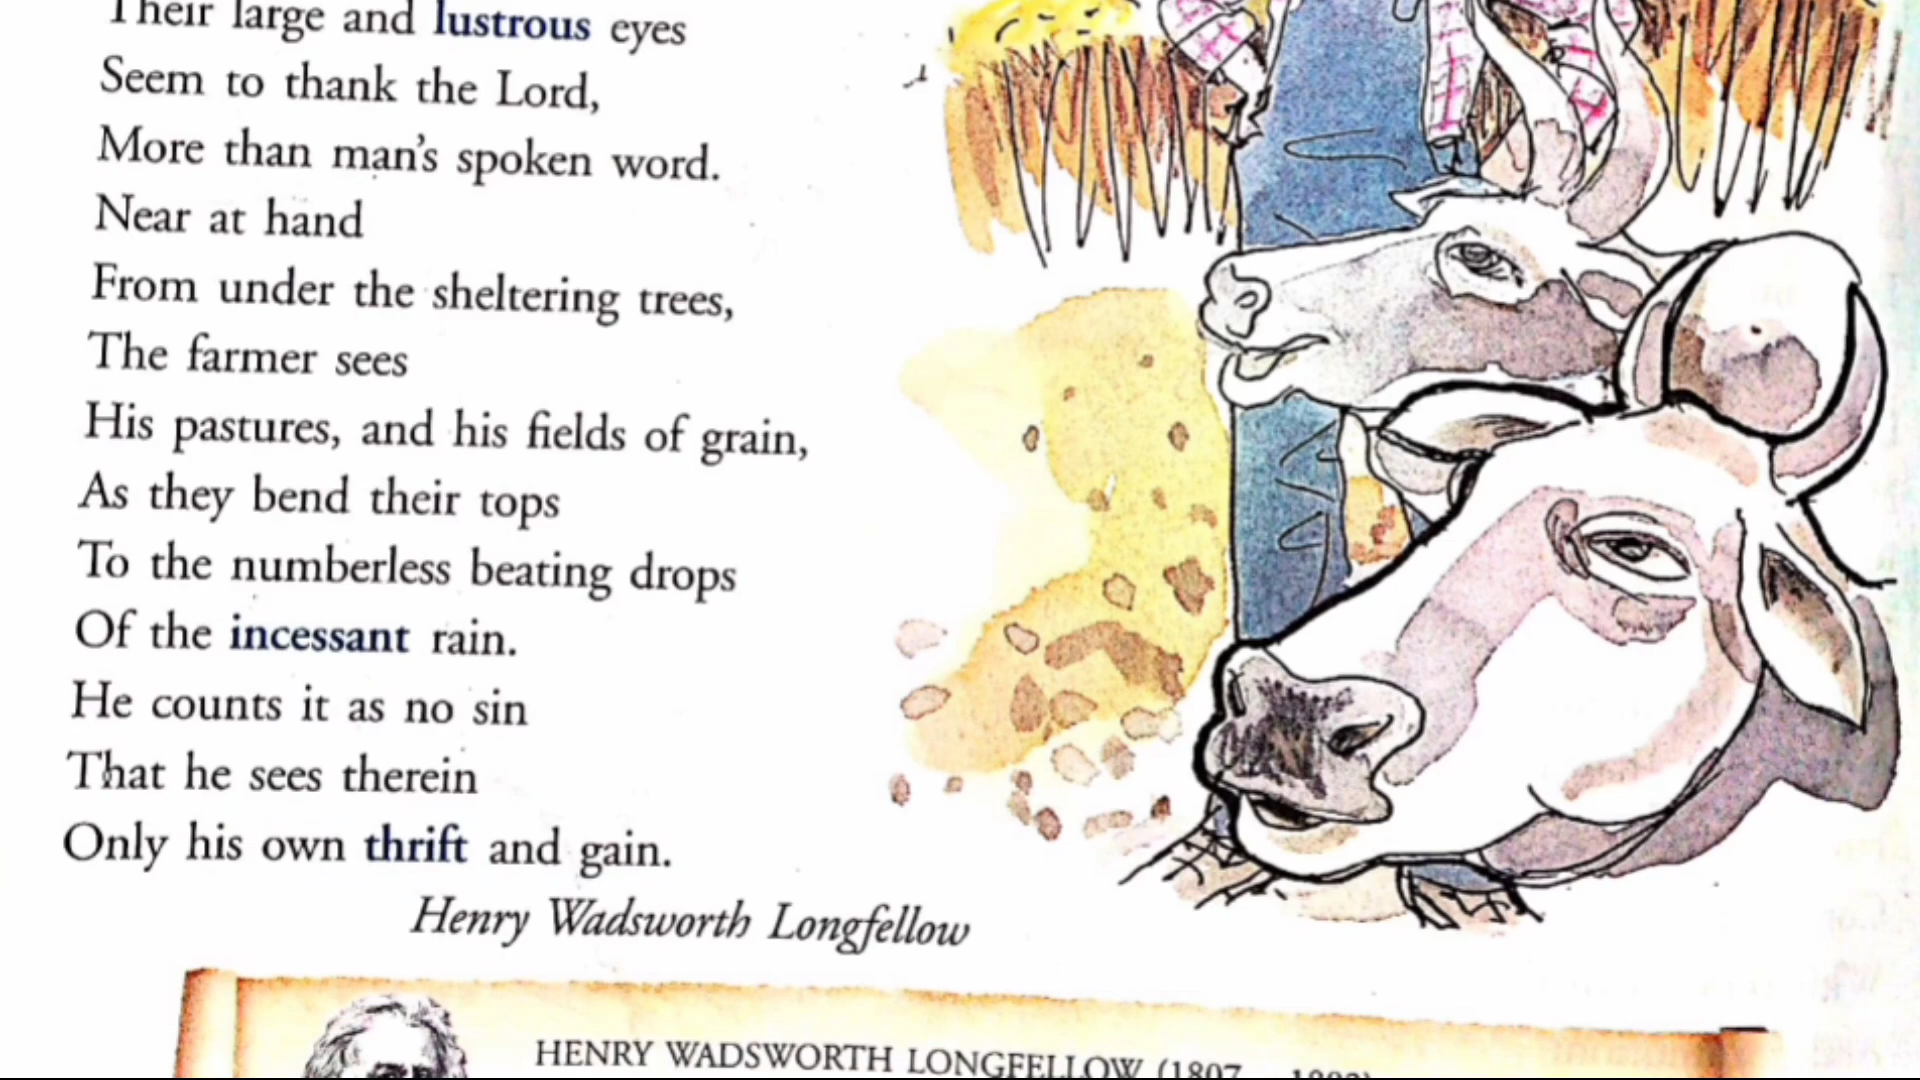 Their large and lustrous eyes
Seem to thank the Lord,
More than man's spoken word.
Near at hand
From under the sheltering trees,
The farmer sees
His pastures, and his fields of grain,
As they bend their tops
To the numberless beating drops
Of the incessant rain.
He counts it as no sin
That he sees therein
Only his own thrift and gain.
Henry Wadsworth Longfellow
HENRY WADSWORTH LONGFELLOW (1807